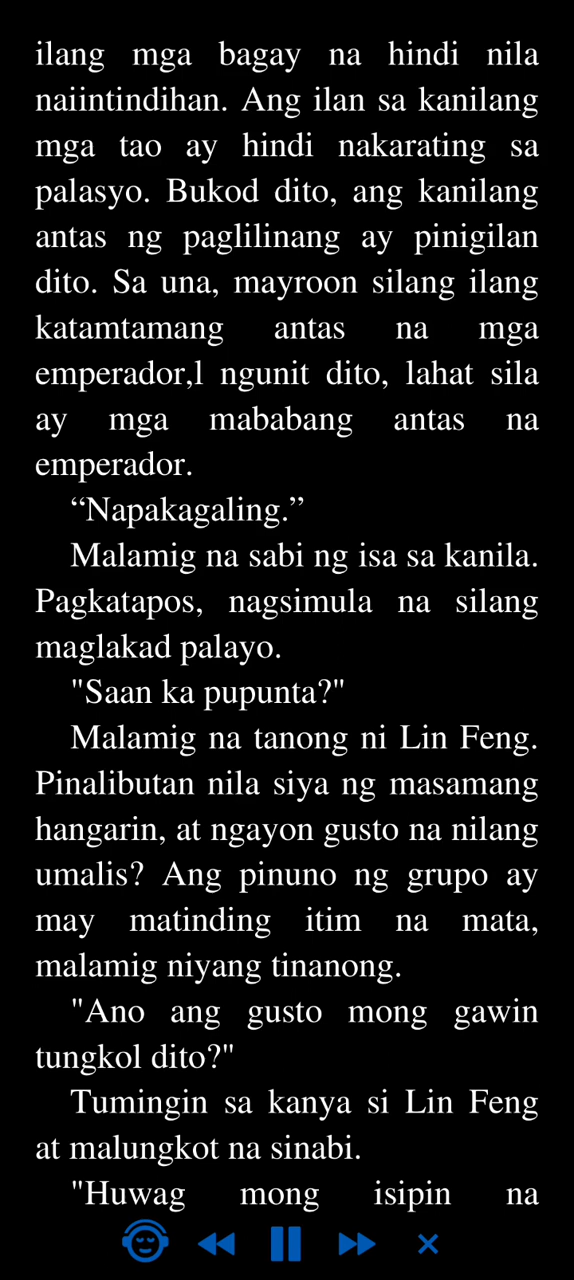 ilang mga bagay na hindi nila
naiintindihan. Ang ilan sa kanilang
mga tao ay hindi nakarating sa
palasyo. Bukod dito, ang kanilang
antas ng paglilinang ay pinigilan
dito. Sa una, mayroon silang ilang
katamtamang antas na mga
emperador,l ngunit dito, lahat sila
ay mga mababang antas na
emperador.
“Napakagaling.”
Malamig na sabi ng isa sa kanila.
Pagkatapos, nagsimula na silang
maglakad palayo.
"Saan ka pupunta?"
Malamig na tanong ni Lin Feng.
Pinalibutan nila siya ng masamang
hangarin, at ngayon gusto na nilang
umalis? Ang pinuno ng grupo ay
may matinding itim na mata,
malamig niyang tinanong.
"Ano ang gusto mong gawin
tungkol dito?"
Tumingin sa kanya si Lin Feng
at malungkot na sinabi.
"Huwag mong isipin na